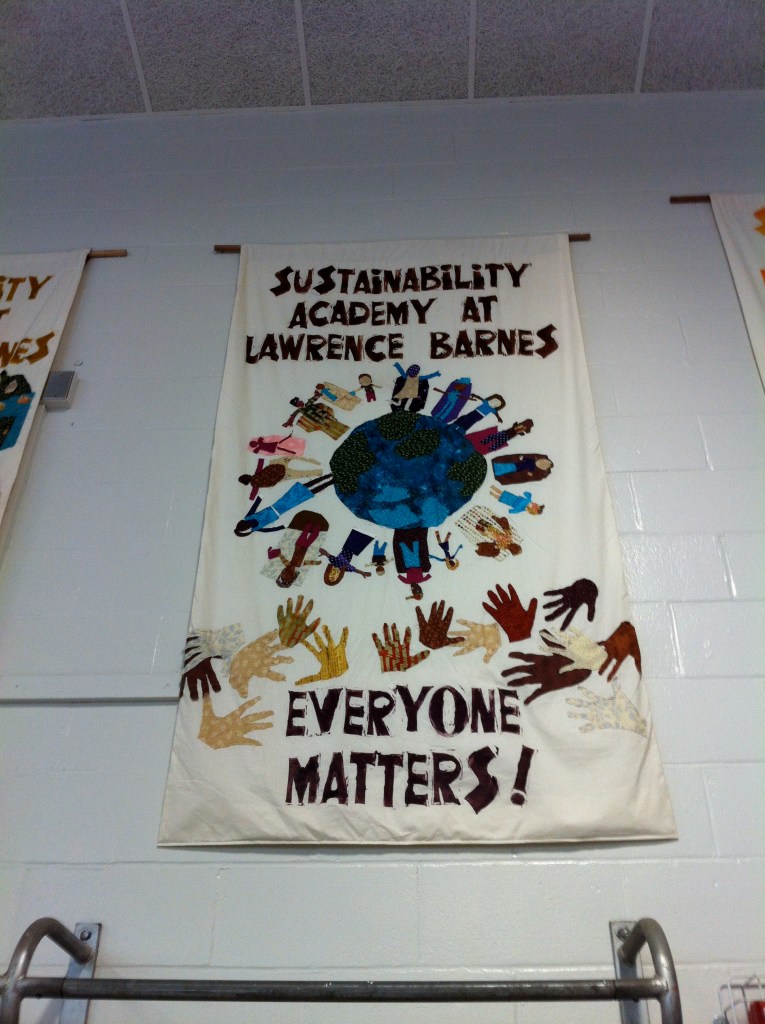 SUSTAINABILITY
ACADEMY AT
LAWRENCE BARNES
EVERYONE
MATTERS!